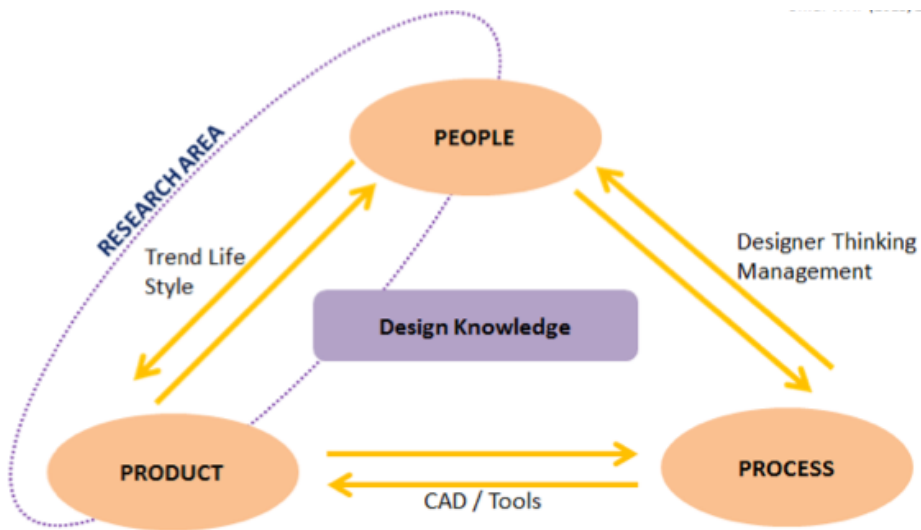 PEOPLE
RESEARCH AREA
Trend Life
Style
Designer Thinking
Management
Design Knowledge
PRODUCT
PROCESS
CAD / Tools